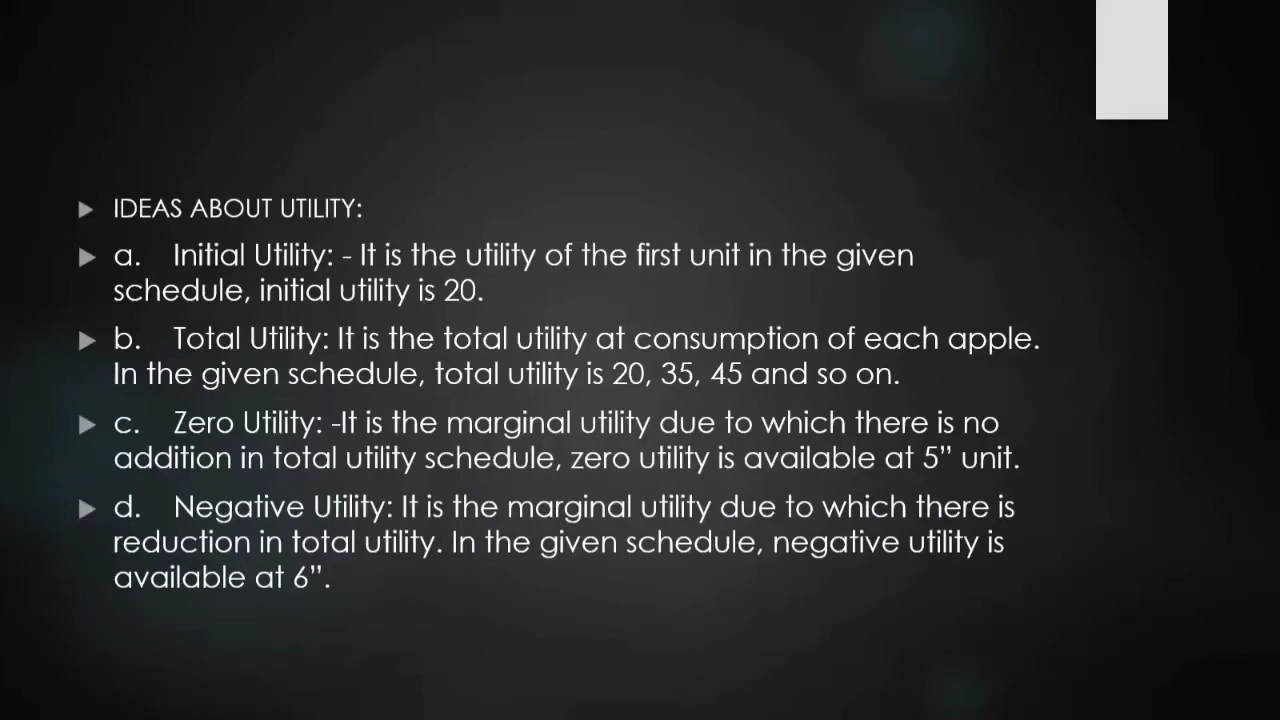 IDEAS ABOUT UTILITY:
a. Initial Utility: - It is the utility of the first unit in the given
schedule, initial utility is 20.
b. Total Utility: It is the total utility at consumption of each apple.
In the given schedule, total utility is 20, 35, 45 and so on.
c. Zero Utility: -It is the marginal utility due to which there is no
addition in total utility schedule, zero utility is available at 5” unit.
d. Negative Utility: It is the marginal utility due to which there is
reduction in total utility. In the given schedule, negative utility is
available at 6”.